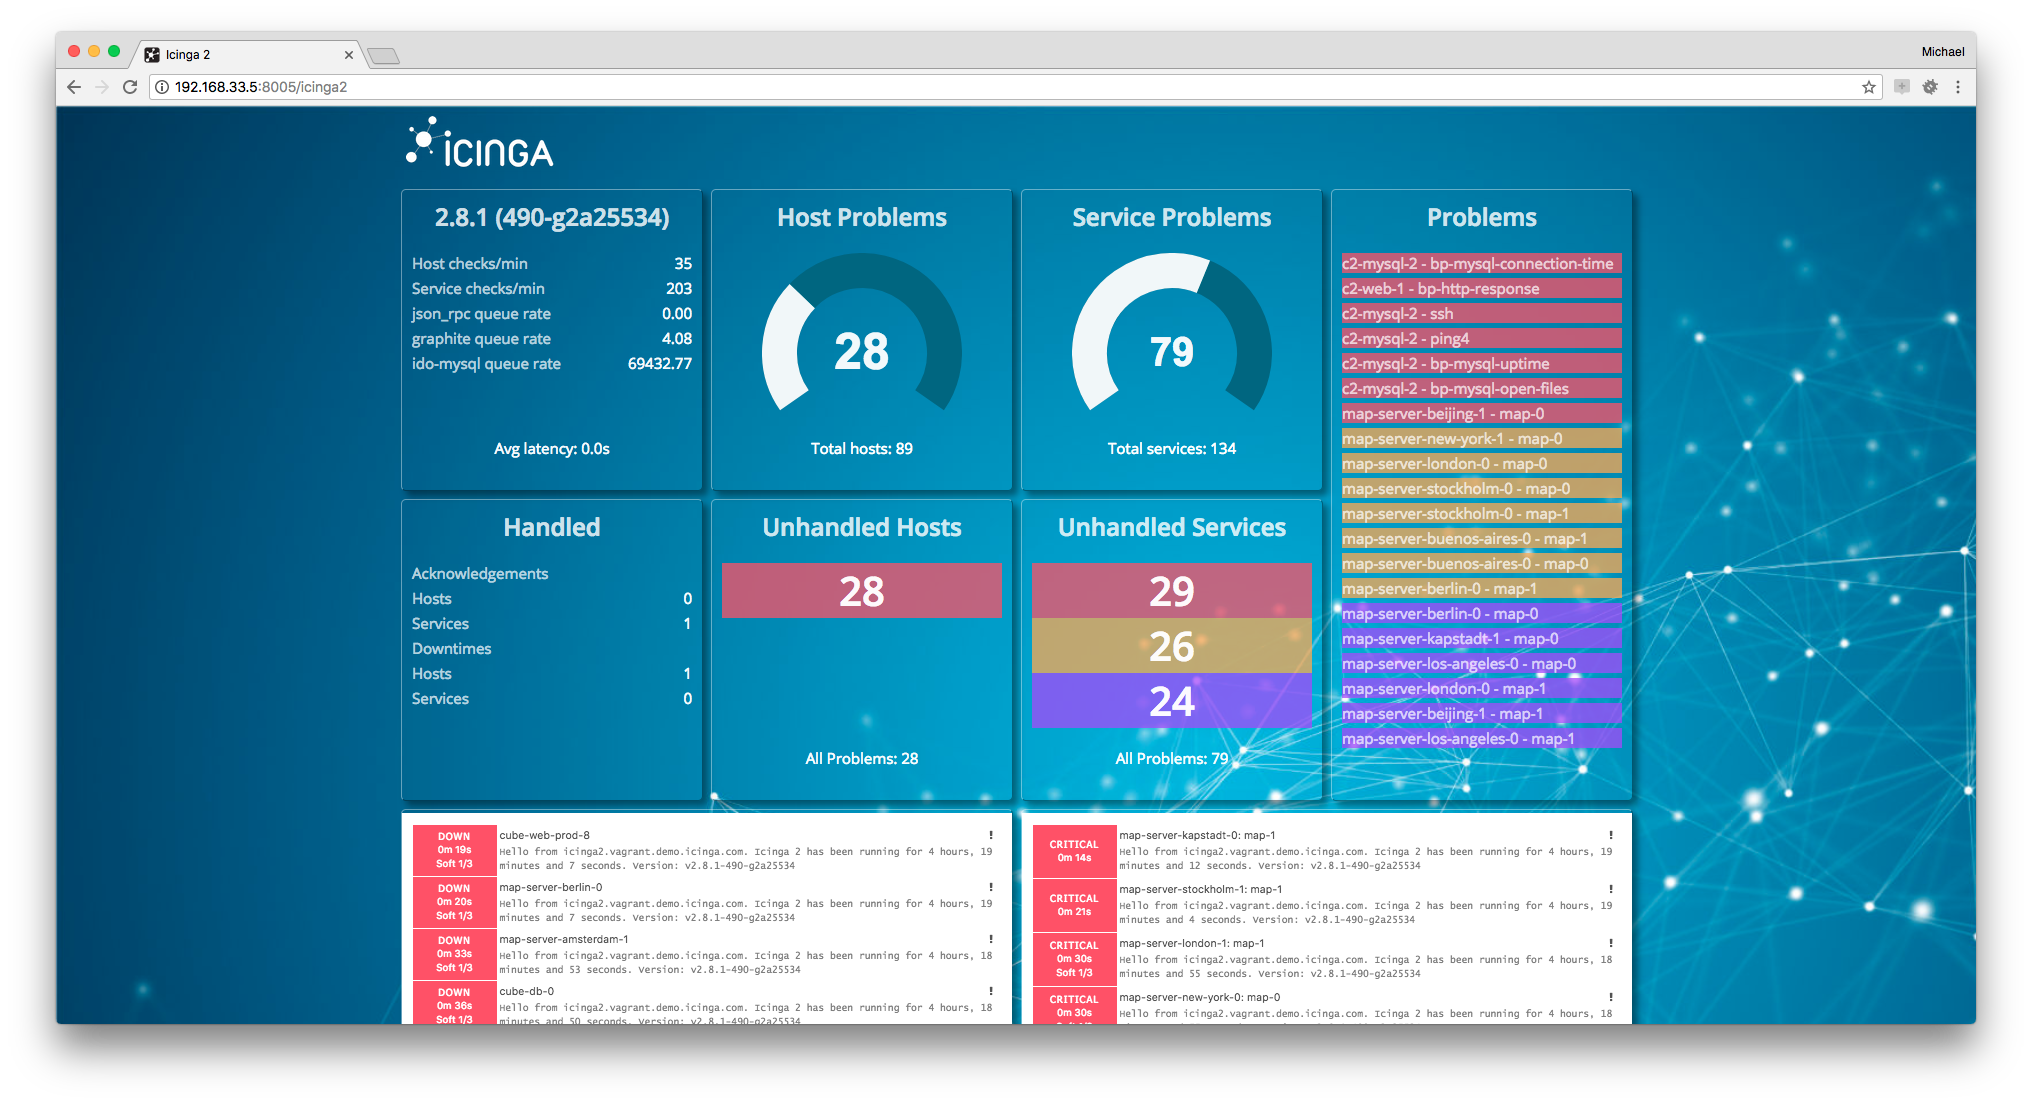 Icinga 2
Michael
192.168.33.5:8005/icinga2
ICINGA
2.8.1 (490-g2a25534)
Host checks/min 35
Service checks/min 203
json_rpc queue rate 0.00
graphite queue rate 4.08
ido-mysql queue rate 69432.77
Avg latency: 0.0s
Host Problems
28
Total hosts: 89
Service Problems
79
Total services: 134
Problems
c2-mysql-2 - bp-mysql-connection-time
c2-web-1 - bp-http-response
c2-mysql-2 - ssh
c2-mysql-2 - ping4
c2-mysql-2 - bp-mysql-uptime
c2-mysql-2 - bp-mysql-open-files
map-server-beijing-1 - map-0
map-server-new-york-1 - map-0
map-server-london-0 - map-0
map-server-stockholm-0 - map-0
map-server-stockholm-0 - map-1
map-server-buenos-aires-0 - map-1
map-server-buenos-aires-0 - map-0
map-server-berlin-0 - map-1
map-server-berlin-0 - map-0
map-server-kapstadt-1 - map-0
map-server-los-angeles-0 - map-0
map-server-london-0 - map-1
map-server-beijing-1 - map-1
map-server-los-angeles-0 - map-1
Handled
Acknowledgements
Hosts 0
Services 1
Downtimes
Hosts 1
Services 0
Unhandled Hosts
28
All Problems: 28
Unhandled Services
29
26
24
All Problems: 79
DOWN
0m 19s
Soft 1/3
cube-web-prod-8 !
Hello from icinga2.vagrant.demo.icinga.com. Icinga 2 has been running for 4 hours, 19
minutes and 7 seconds. Version: v2.8.1-490-g2a25534
DOWN
0m 20s
Soft 1/3
map-server-berlin-0 !
Hello from icinga2.vagrant.demo.icinga.com. Icinga 2 has been running for 4 hours, 19
minutes and 7 seconds. Version: v2.8.1-490-g2a25534
DOWN
0m 33s
Soft 1/3
map-server-amsterdam-1 !
Hello from icinga2.vagrant.demo.icinga.com. Icinga 2 has been running for 4 hours, 18
minutes and 53 seconds. Version: v2.8.1-490-g2a25534
DOWN
0m 36s
Soft 1/3
cube-db-0 !
Hello from icinga2.vagrant.demo.icinga.com. Icinga 2 has been running for 4 hours, 18
minutes and 50 seconds. Version: v2.8.1-490-g2a25534
CRITICAL
0m 14s
map-server-kapstadt-0: map-1 !
Hello from icinga2.vagrant.demo.icinga.com. Icinga 2 has been running for 4 hours, 19
minutes and 12 seconds. Version: v2.8.1-490-g2a25534
CRITICAL
0m 21s
map-server-stockholm-1: map-1 !
Hello from icinga2.vagrant.demo.icinga.com. Icinga 2 has been running for 4 hours, 19
minutes and 4 seconds. Version: v2.8.1-490-g2a25534
CRITICAL
0m 30s
Soft 1/3
map-server-london-1: map-1 !
Hello from icinga2.vagrant.demo.icinga.com. Icinga 2 has been running for 4 hours, 18
minutes and 55 seconds. Version: v2.8.1-490-g2a25534
CRITICAL
0m 30s
map-server-new-york-0: map-0 !
Hello from icinga2.vagrant.demo.icinga.com. Icinga 2 has been running for 4 hours, 18